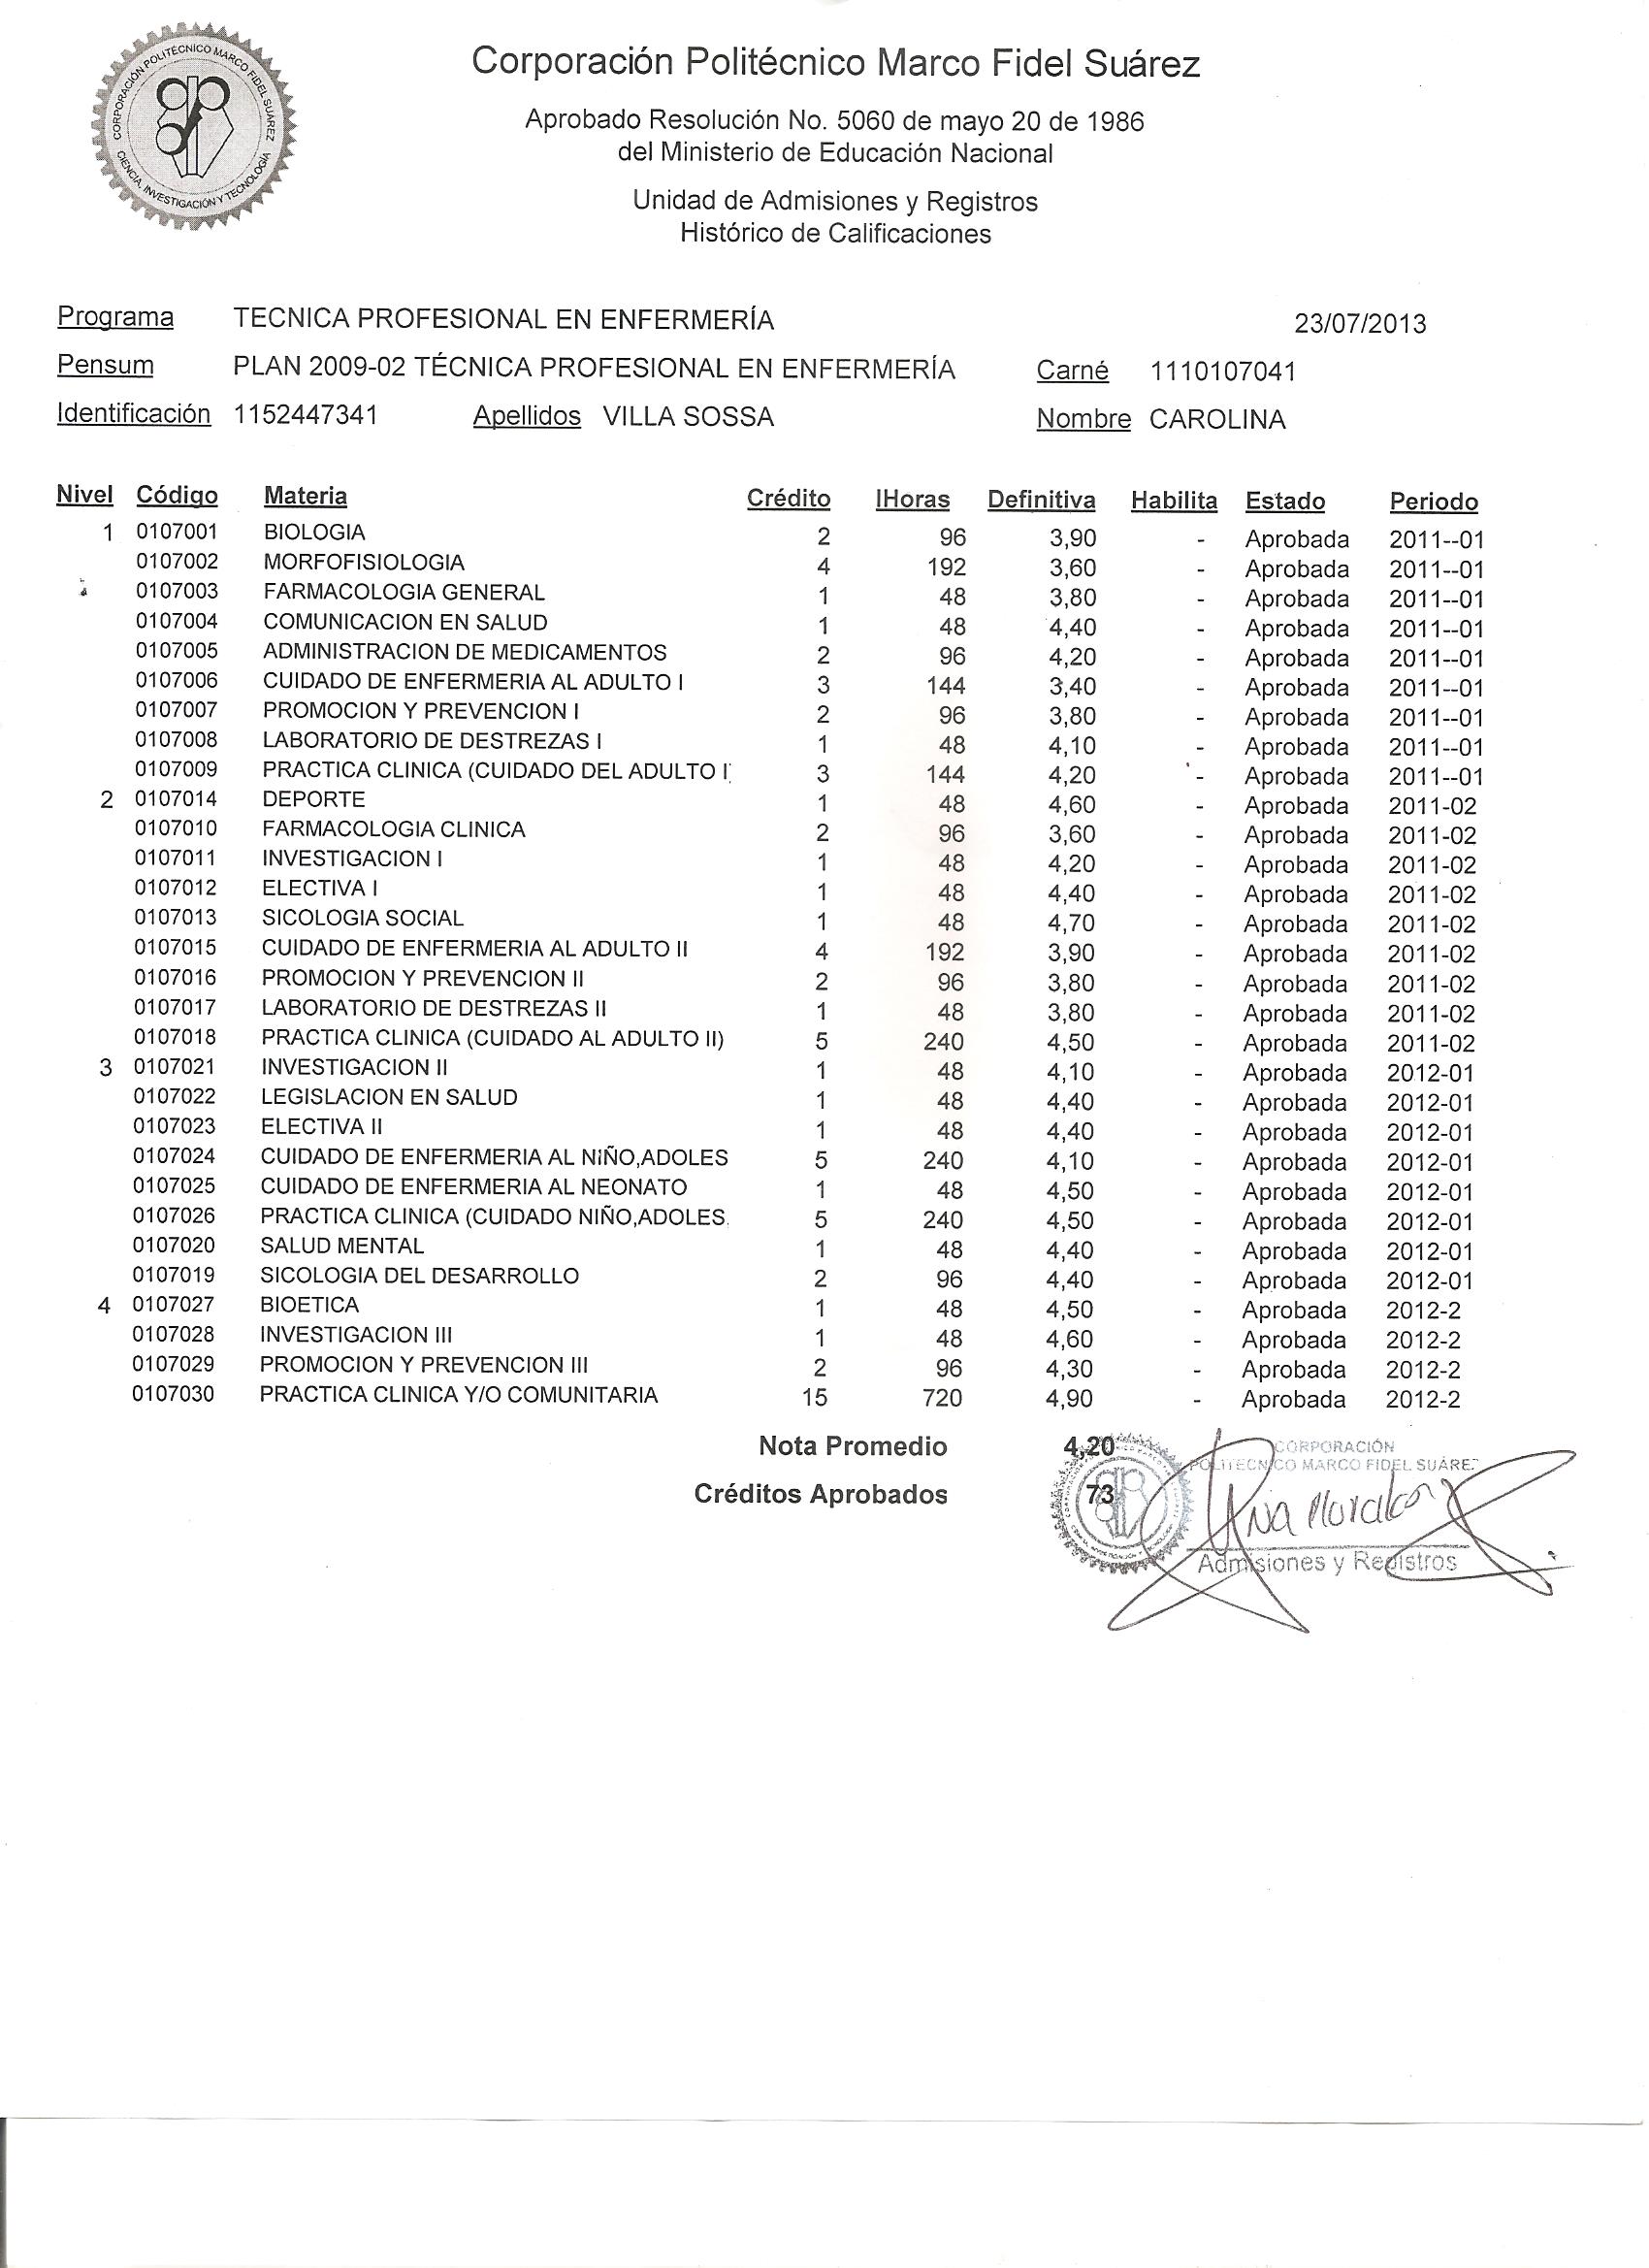 CORPORACIÓN POLITÉCNICO MARCO FIDEL SUÁREZ
CIENCIA, INVESTIGACIÓN Y TECNOLOGÍA
Corporación Politécnico Marco Fidel Suárez
Aprobado Resolución No. 5060 de mayo 20 de 1986
del Ministerio de Educación Nacional
Unidad de Admisiones y Registros
Histórico de Calificaciones
Programa TECNICA PROFESIONAL EN ENFERMERÍA 23/07/2013
Pensum PLAN 2009-02 TÉCNICA PROFESIONAL EN ENFERMERÍA Carné 1110107041
Identificación 1152447341 Apellidos VILLA SOSSA Nombre CAROLINA
Nivel Código Materia Crédito IHoras Definitiva Habilita Estado Periodo
1 0107001 BIOLOGIA 2 96 3,90 - Aprobada 2011--01
0107002 MORFOFISIOLOGIA 4 192 3,60 - Aprobada 2011--01
0107003 FARMACOLOGIA GENERAL 1 48 3,80 - Aprobada 2011--01
0107004 COMUNICACION EN SALUD 1 48 4,40 - Aprobada 2011--01
0107005 ADMINISTRACION DE MEDICAMENTOS 2 96 4,20 - Aprobada 2011--01
0107006 CUIDADO DE ENFERMERIA AL ADULTO I 3 144 3,40 - Aprobada 2011--01
0107007 PROMOCION Y PREVENCION I 2 96 3,80 - Aprobada 2011--01
0107008 LABORATORIO DE DESTREZAS I 1 48 4,10 - Aprobada 2011--01
0107009 PRACTICA CLINICA (CUIDADO DEL ADULTO I 3 144 4,20 - Aprobada 2011--01
2 0107014 DEPORTE 1 48 4,60 - Aprobada 2011-02
0107010 FARMACOLOGIA CLINICA 2 96 3,60 - Aprobada 2011-02
0107011 INVESTIGACION I 1 48 4,20 - Aprobada 2011-02
0107012 ELECTIVA I 1 48 4,40 - Aprobada 2011-02
0107013 SICOLOGIA SOCIAL 1 48 4,70 - Aprobada 2011-02
0107015 CUIDADO DE ENFERMERIA AL ADULTO II 4 192 3,90 - Aprobada 2011-02
0107016 PROMOCION Y PREVENCION II 2 96 3,80 - Aprobada 2011-02
0107017 LABORATORIO DE DESTREZAS II 1 48 3,80 - Aprobada 2011-02
0107018 PRACTICA CLINICA (CUIDADO AL ADULTO II) 5 240 4,50 - Aprobada 2011-02
3 0107021 INVESTIGACION II 1 48 4,10 - Aprobada 2012-01
0107022 LEGISLACION EN SALUD 1 48 4,40 - Aprobada 2012-01
0107023 ELECTIVA II 1 48 4,40 - Aprobada 2012-01
0107024 CUIDADO DE ENFERMERIA AL NIÑO,ADOLES 5 240 4,10 - Aprobada 2012-01
0107025 CUIDADO DE ENFERMERIA AL NEONATO 1 48 4,50 - Aprobada 2012-01
0107026 PRACTICA CLINICA (CUIDADO NIÑO,ADOLES 5 240 4,50 - Aprobada 2012-01
0107020 SALUD MENTAL 1 48 4,40 - Aprobada 2012-01
0107019 SICOLOGIA DEL DESARROLLO 2 96 4,40 - Aprobada 2012-01
4 0107027 BIOETICA 1 48 4,50 - Aprobada 2012-2
0107028 INVESTIGACION III 1 48 4,60 - Aprobada 2012-2
0107029 PROMOCION Y PREVENCION III 2 96 4,30 - Aprobada 2012-2
0107030 PRACTICA CLINICA Y/O COMUNITARIA 15 720 4,90 - Aprobada 2012-2
Nota Promedio 4,20
Créditos Aprobados 73
CORPORACIÓN
POLITECNICO MARCO FIDEL SUÁREZ
Admisiones y Registros